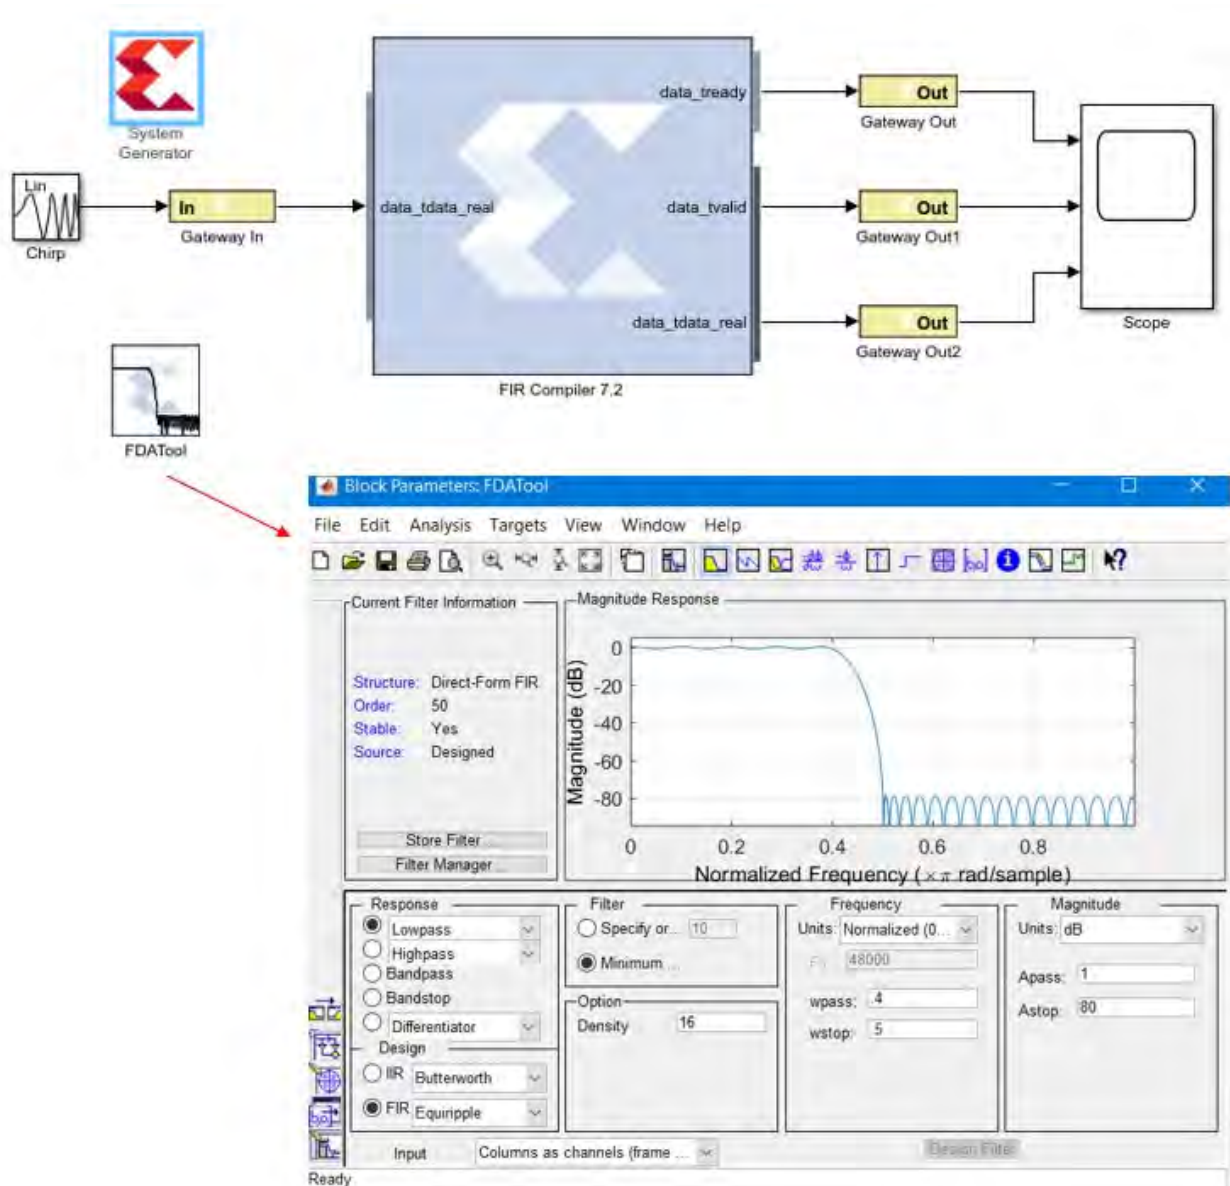 System
Generator
Lin
Chirp
In
Gateway In
data_tdata_real
data_tready
data_tvalid
data_tdata_real
FIR Compiler 7.2
Out
Gateway Out
Out
Gateway Out1
Out
Gateway Out2
Scope
FDATool
Block Parameters: FDATool
File Edit Analysis Targets View Window Help
Current Filter Information
Structure: Direct-Form FIR
Order: 50
Stable: Yes
Source: Designed
Store Filter ...
Filter Manager ...
Magnitude Response
Magnitude (dB)
0
-20
-40
-60
-80
0 0.2 0.4 0.6 0.8
Normalized Frequency (×π rad/sample)
Response
Lowpass
Highpass
Bandpass
Bandstop
Differentiator
Design
IIR Butterworth
FIR Equiripple
Filter
Specify or... 10
Minimum ...
Option
Density 16
Frequency
Units: Normalized (0...
48000
wpass: .4
wstop: .5
Magnitude
Units: dB
Apass: 1
Astop: 80
Input Columns as channels (frame ...
Design Filter
Ready